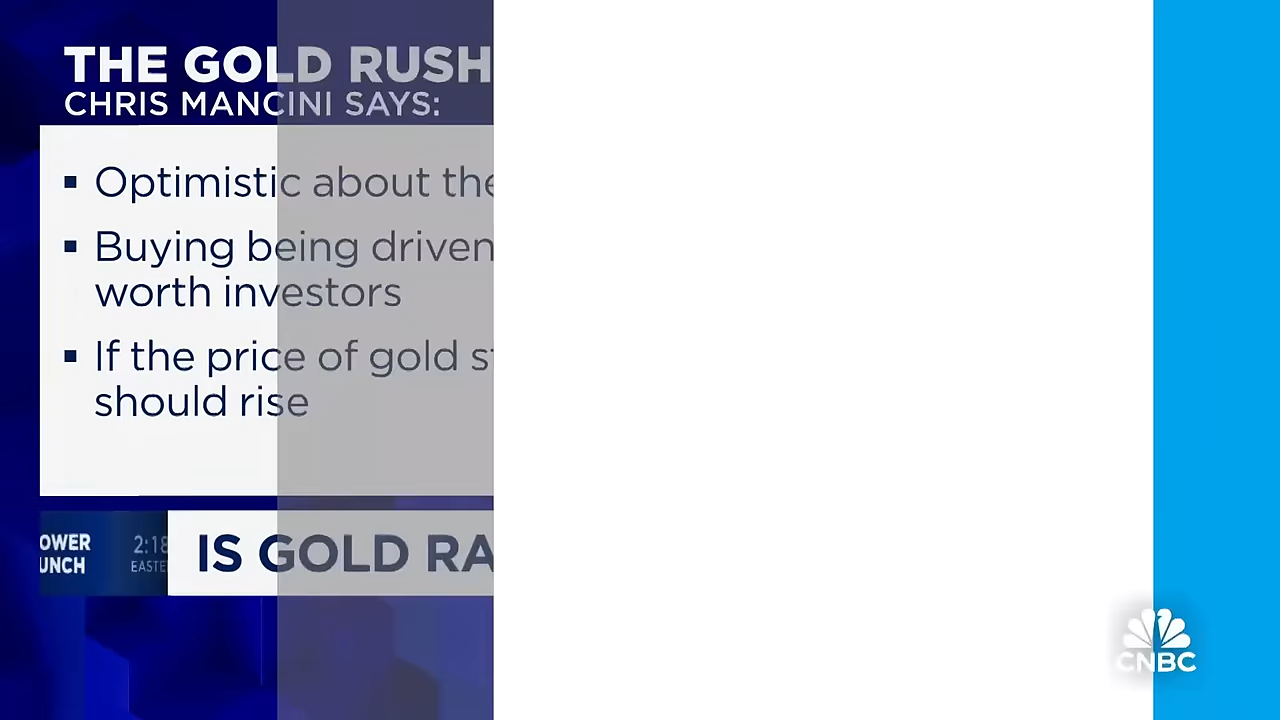 THE GOLD RUSH
CHRIS MANCINI SAYS:
▪ Optimistic about the
▪ Buying being driven
worth investors
▪ If the price of gold
should rise
OWER
UNCH
2:18
EASTE
IS GOLD RA
CNBC